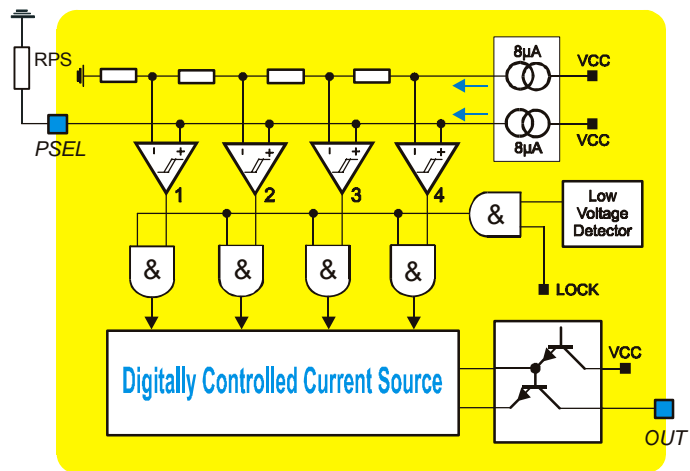 RPS
8µA
VCC
VCC
8µA
PSEL
- +
- +
- +
- +
1
2
3
4
&
Low
Voltage
Detector
&
&
&
&
LOCK
Digitally Controlled Current Source
VCC
OUT